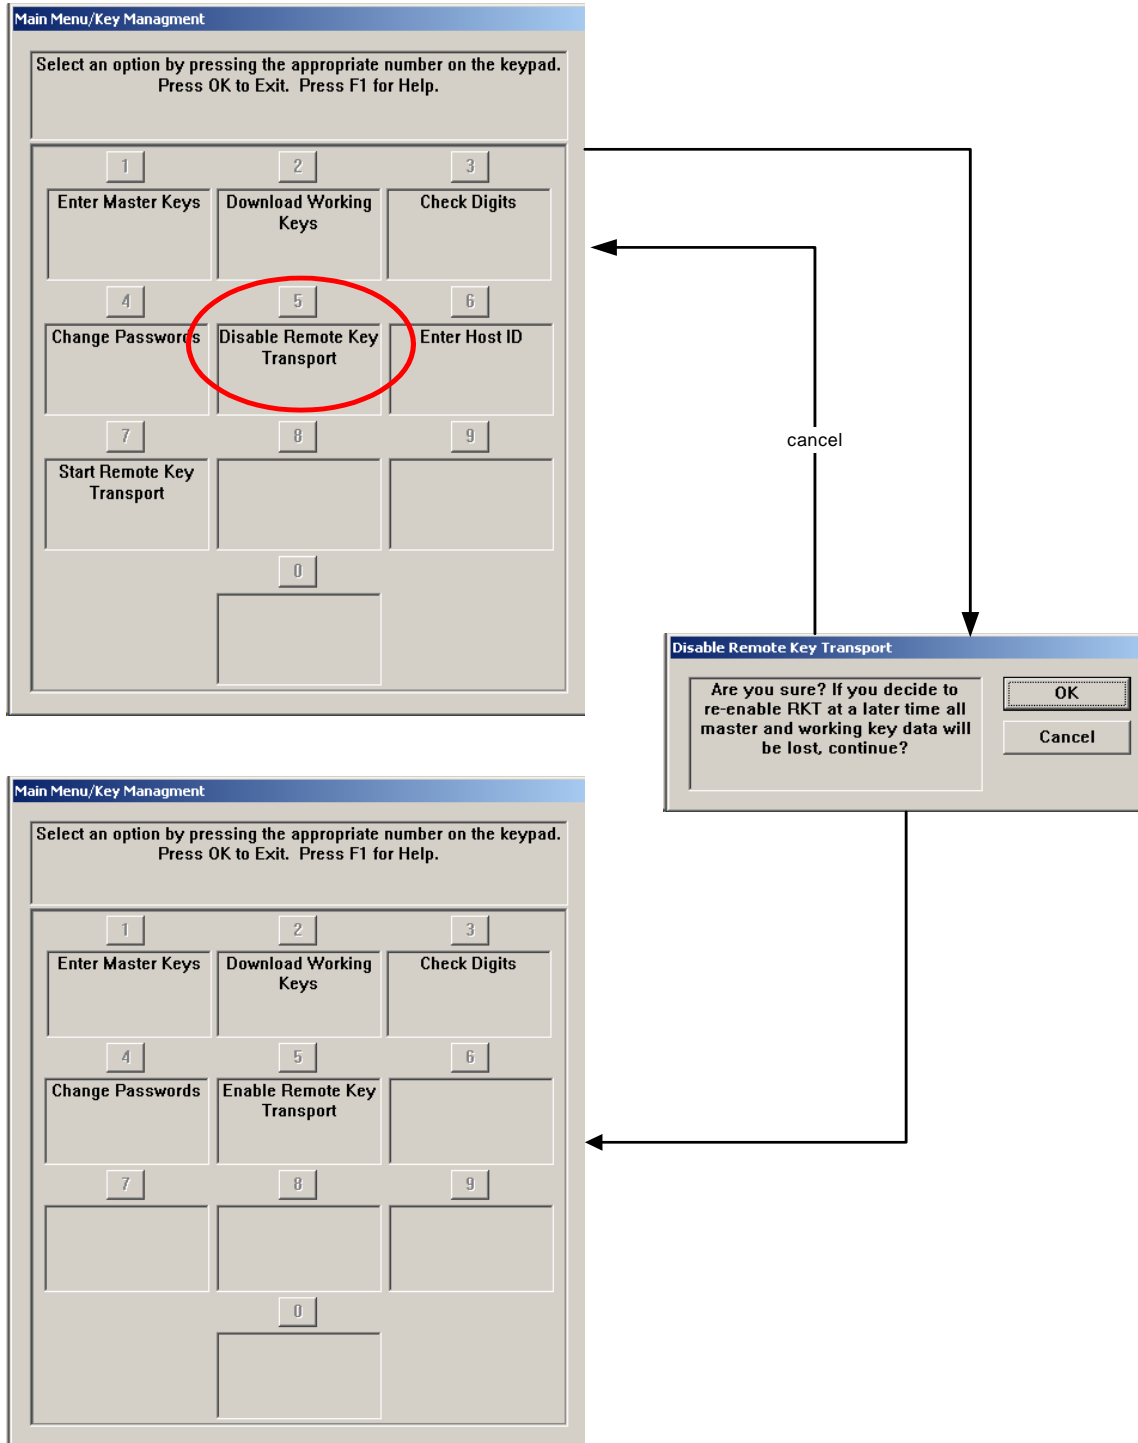 Main Menu/Key Managment
Select an option by pressing the appropriate number on the keypad.
Press OK to Exit.  Press F1 for Help.
1 2 3
Enter Master Keys
Download Working
Keys
Check Digits
4 5 6
Change Passwords
Disable Remote Key
Transport
Enter Host ID
7 8 9
Start Remote Key
Transport
0
cancel
Disable Remote Key Transport
Are you sure? If you decide to
re-enable RKT at a later time all
master and working key data will
be lost, continue?
OK
Cancel
Main Menu/Key Managment
Select an option by pressing the appropriate number on the keypad.
Press OK to Exit.  Press F1 for Help.
1 2 3
Enter Master Keys
Download Working
Keys
Check Digits
4 5 6
Change Passwords
Enable Remote Key
Transport
7 8 9
0